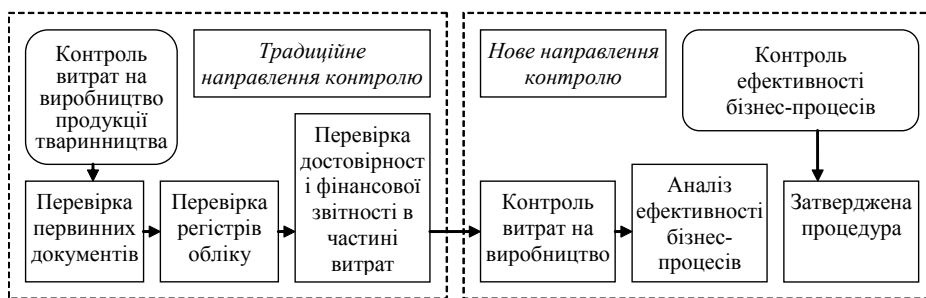 Контроль
витрат на
виробництво
продукції
тваринництва
Традиційне
направлення контролю
Перевірка
первинних
документів
Перевірка
регістрів
обліку
Перевірка
достовірност
і фінансової
звітності в
частині
витрат
Нове направлення
контролю
Контроль
ефективності
бізнес-процесів
Контроль
витрат на
виробництво
Аналіз
ефективності
бізнес-
процесів
Затверджена
процедура